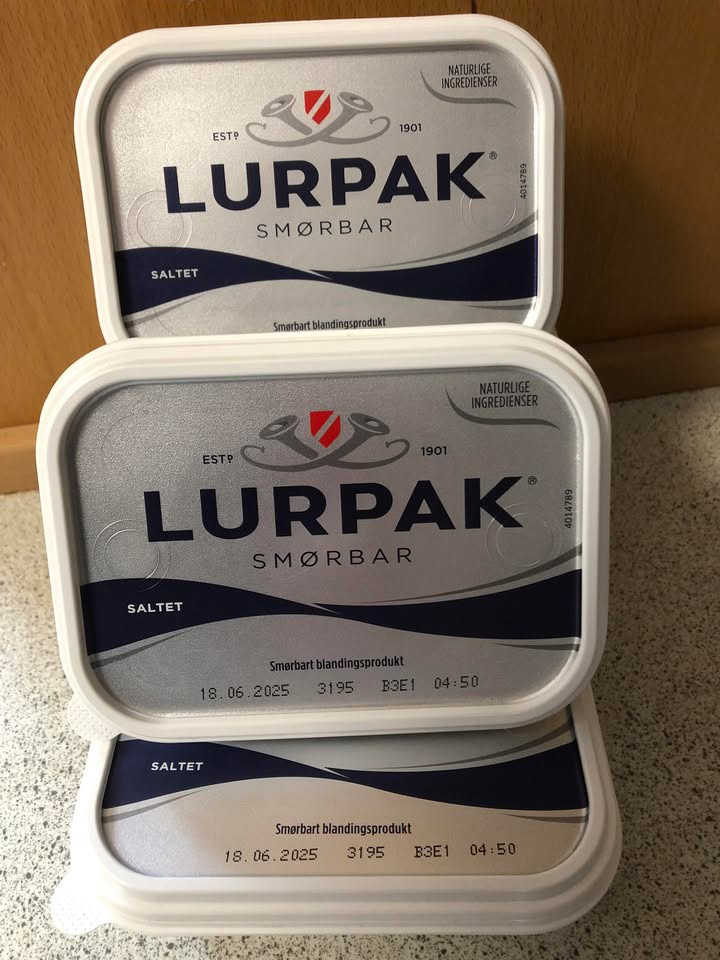 NATURLIGE
INGREDIENSER
ESTD 1901
LURPAK®
4014789
SMØRBAR
SALTET
Smørbart blandingsprodukt
NATURLIGE
INGREDIENSER
ESTD 1901
LURPAK®
4014789
SMØRBAR
SALTET
Smørbart blandingsprodukt
18.06.2025 3195 B3E1 04:50
SALTET
Smørbart blandingsprodukt
18.06.2025 3195 B3E1 04:50